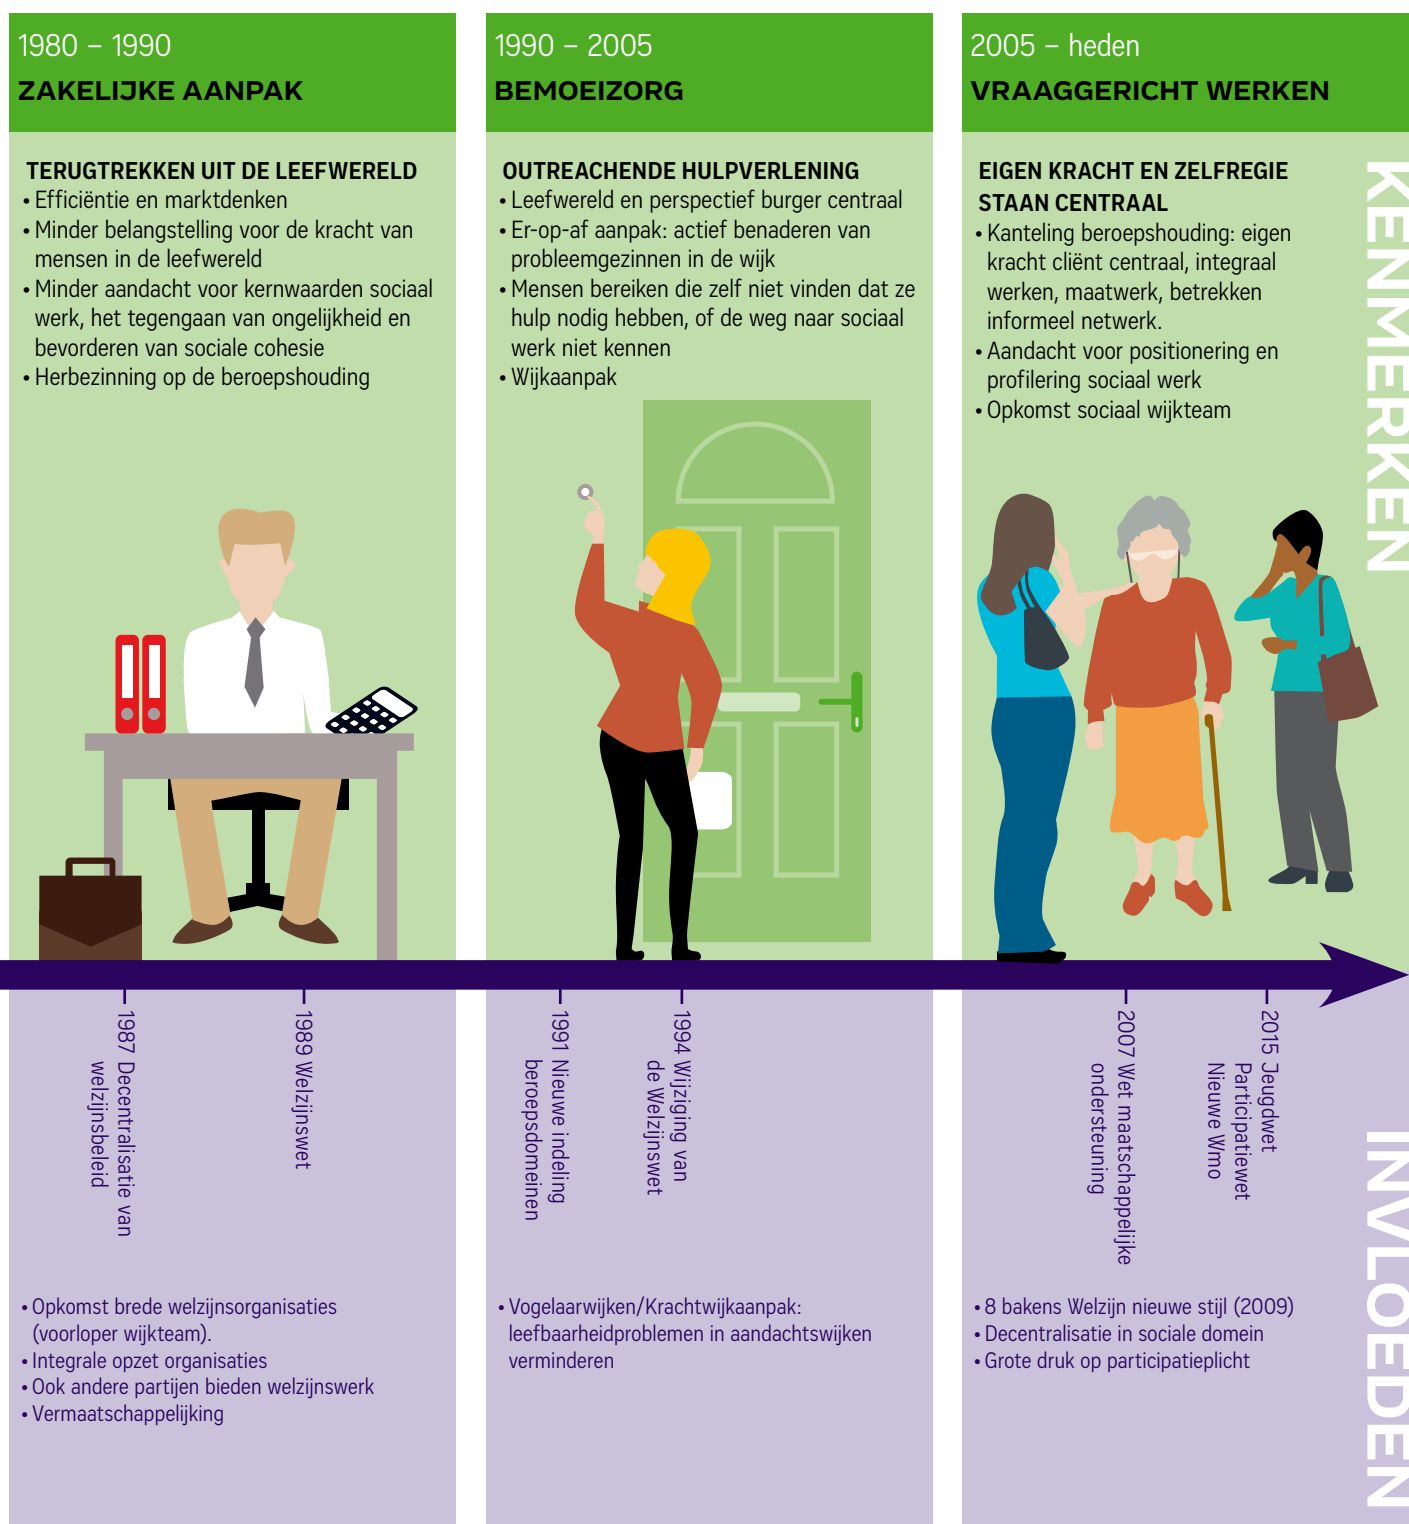 1980 – 1990
ZAKELIJKE AANPAK
TERUGTREKKEN UIT DE LEEFWERELD
• Efficiëntie en marktdenken
• Minder belangstelling voor de kracht van
mensen in de leefwereld
• Minder aandacht voor kernwaarden sociaal
werk, het tegengaan van ongelijkheid en
bevorderen van sociale cohesie
• Herbezinning op de beroepshouding
1990 – 2005
BEMOEIZORG
OUTREACHENDE HULPVERLENING
• Leefwereld en perspectief burger centraal
• Er-op-af aanpak: actief benaderen van
probleemgezinnen in de wijk
• Mensen bereiken die zelf niet vinden dat ze
hulp nodig hebben, of de weg naar sociaal
werk niet kennen
• Wijkaanpak
2005 – heden
VRAAGGERICHT WERKEN
EIGEN KRACHT EN ZELFREGIE
STAAN CENTRAAL
• Kanteling beroepshouding: eigen
kracht cliënt centraal, integraal
werken, maatwerk, betrekken
informeel netwerk.
• Aandacht voor positionering en
profilering sociaal werk
• Opkomst sociaal wijkteam
KENMERKEN
1987 Decentralisatie van
welzijnsbeleid
1989 Welzijnswet
• Opkomst brede welzijnsorganisaties
(voorloper wijkteam).
• Integrale opzet organisaties
• Ook andere partijen bieden welzijnswerk
• Vermaatschappelijking
1991 Nieuwe indeling
beroepsdomeinen
1994 Wijziging van
de Welzijnswet
• Vogelaarwijken/Krachtwijkaanpak:
leefbaarheidproblemen in aandachtswijken
verminderen
2007 Wet maatschappelijke
ondersteuning
2015 Jeugdwet
Participatiewet
Nieuwe Wmo
• 8 bakens Welzijn nieuwe stijl (2009)
• Decentralisatie in sociale domein
• Grote druk op participatieplicht
INVLOEDEN